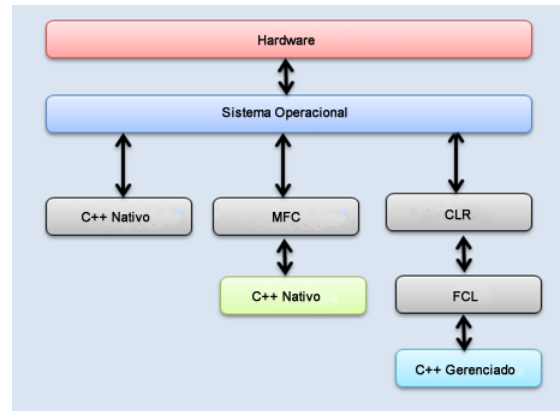 Hardware
Sistema Operacional
C++ Nativo
MFC
CLR
C++ Nativo
FCL
C++ Gerenciado